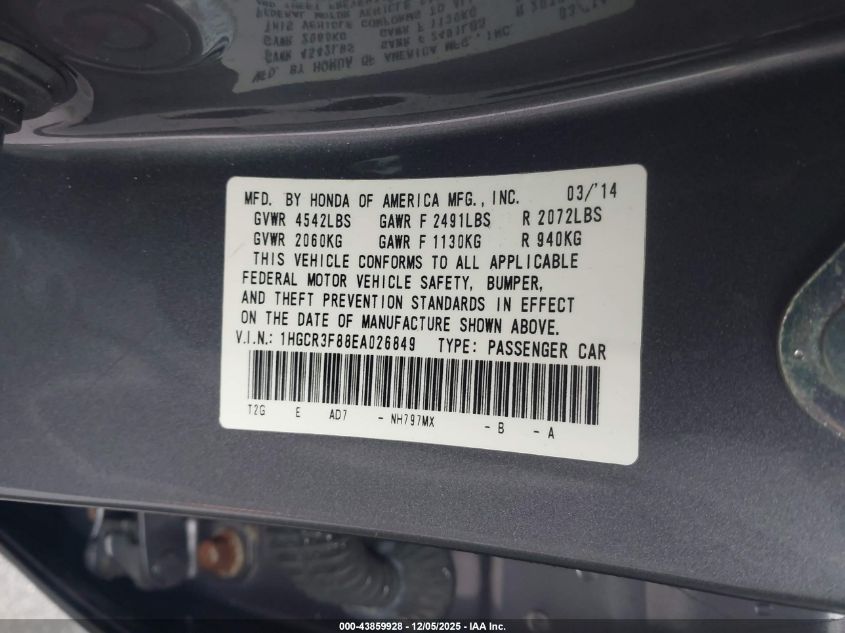 MFD. BY HONDA OF AMERICA MFG., INC. 03/'14
GVWR 4542LBS GAWR F 2491LBS R 2072LBS
GVWR 2060KG GAWR F 1130KG R 940KG
THIS VEHICLE CONFORMS TO ALL APPLICABLE
FEDERAL MOTOR VEHICLE SAFETY, BUMPER,
AND THEFT PREVENTION STANDARDS IN EFFECT
ON THE DATE OF MANUFACTURE SHOWN ABOVE.
V.I.N.: 1HGCR3F88EA026849 TYPE: PASSENGER CAR
T2G E AD7 - NH797MX - B - A
000-43859928 - 12/05/2025 - IAA Inc.